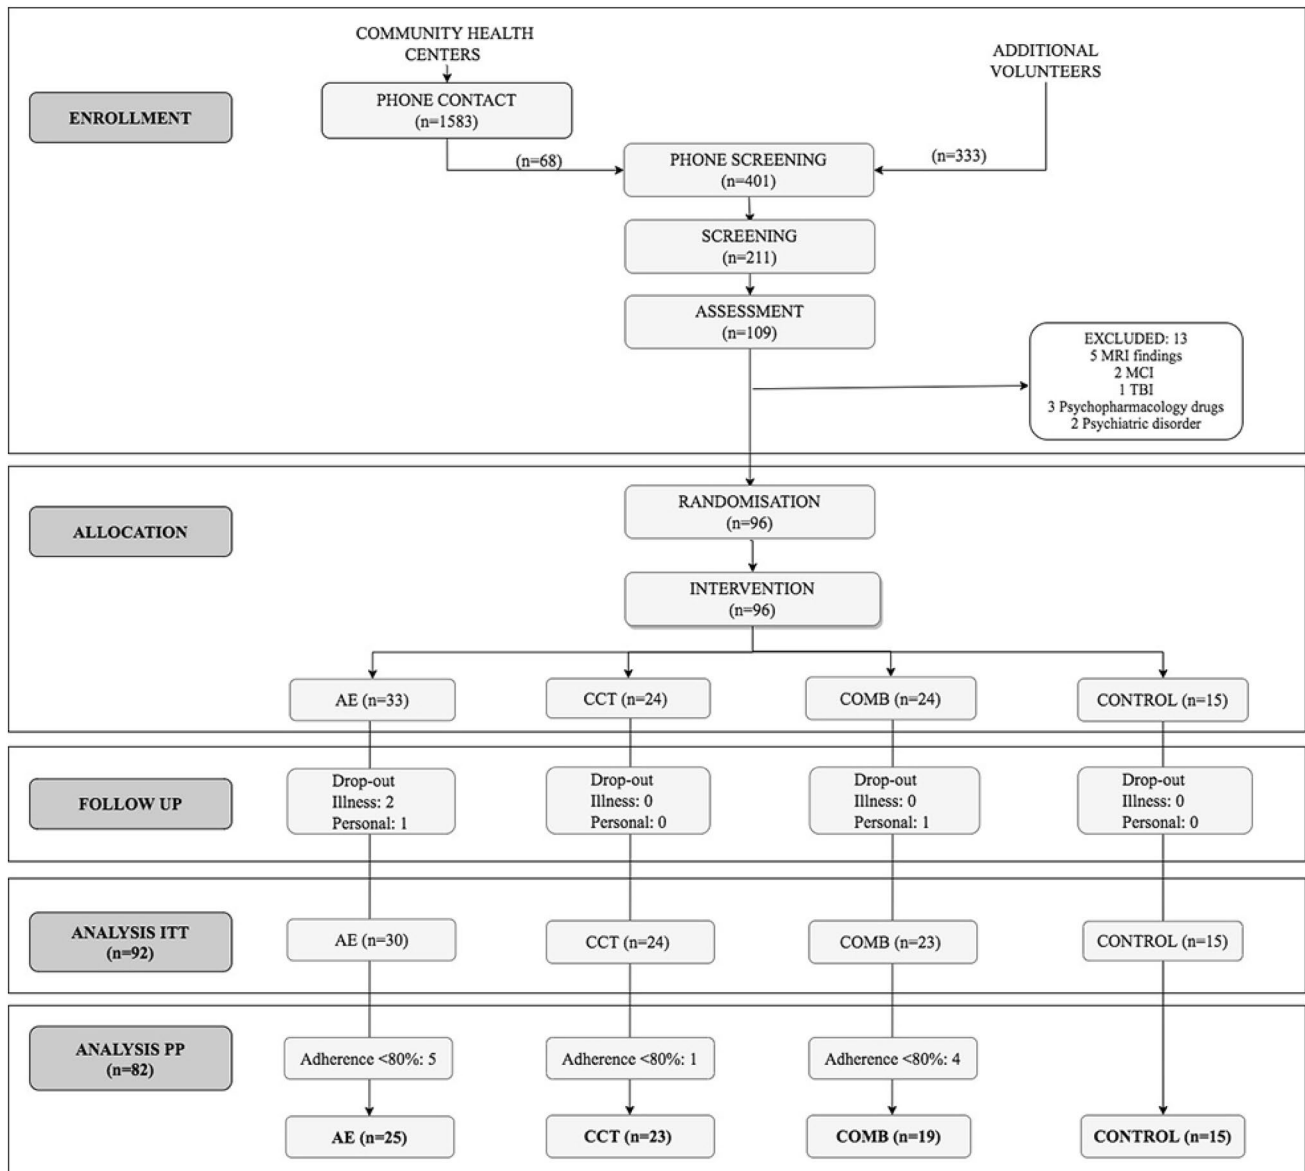 COMMUNITY HEALTH
CENTERS
ADDITIONAL
VOLUNTEERS
ENROLLMENT
PHONE CONTACT
(n=1583)
(n=68)
PHONE SCREENING
(n=401)
(n=333)
SCREENING
(n=211)
ASSESSMENT
(n=109)
EXCLUDED: 13
5 MRI findings
2 MCI
1 TBI
3 Psychopharmacology drugs
2 Psychiatric disorder
ALLOCATION
RANDOMISATION
(n=96)
INTERVENTION
(n=96)
AE (n=33)
CCT (n=24)
COMB (n=24)
CONTROL (n=15)
FOLLOW UP
Drop-out
Illness: 2
Personal: 1
Drop-out
Illness: 0
Personal: 0
Drop-out
Illness: 0
Personal: 1
Drop-out
Illness: 0
Personal: 0
ANALYSIS ITT
(n=92)
AE (n=30)
CCT (n=24)
COMB (n=23)
CONTROL (n=15)
ANALYSIS PP
(n=82)
Adherence <80%: 5
Adherence <80%: 1
Adherence <80%: 4
AE (n=25)
CCT (n=23)
COMB (n=19)
CONTROL (n=15)